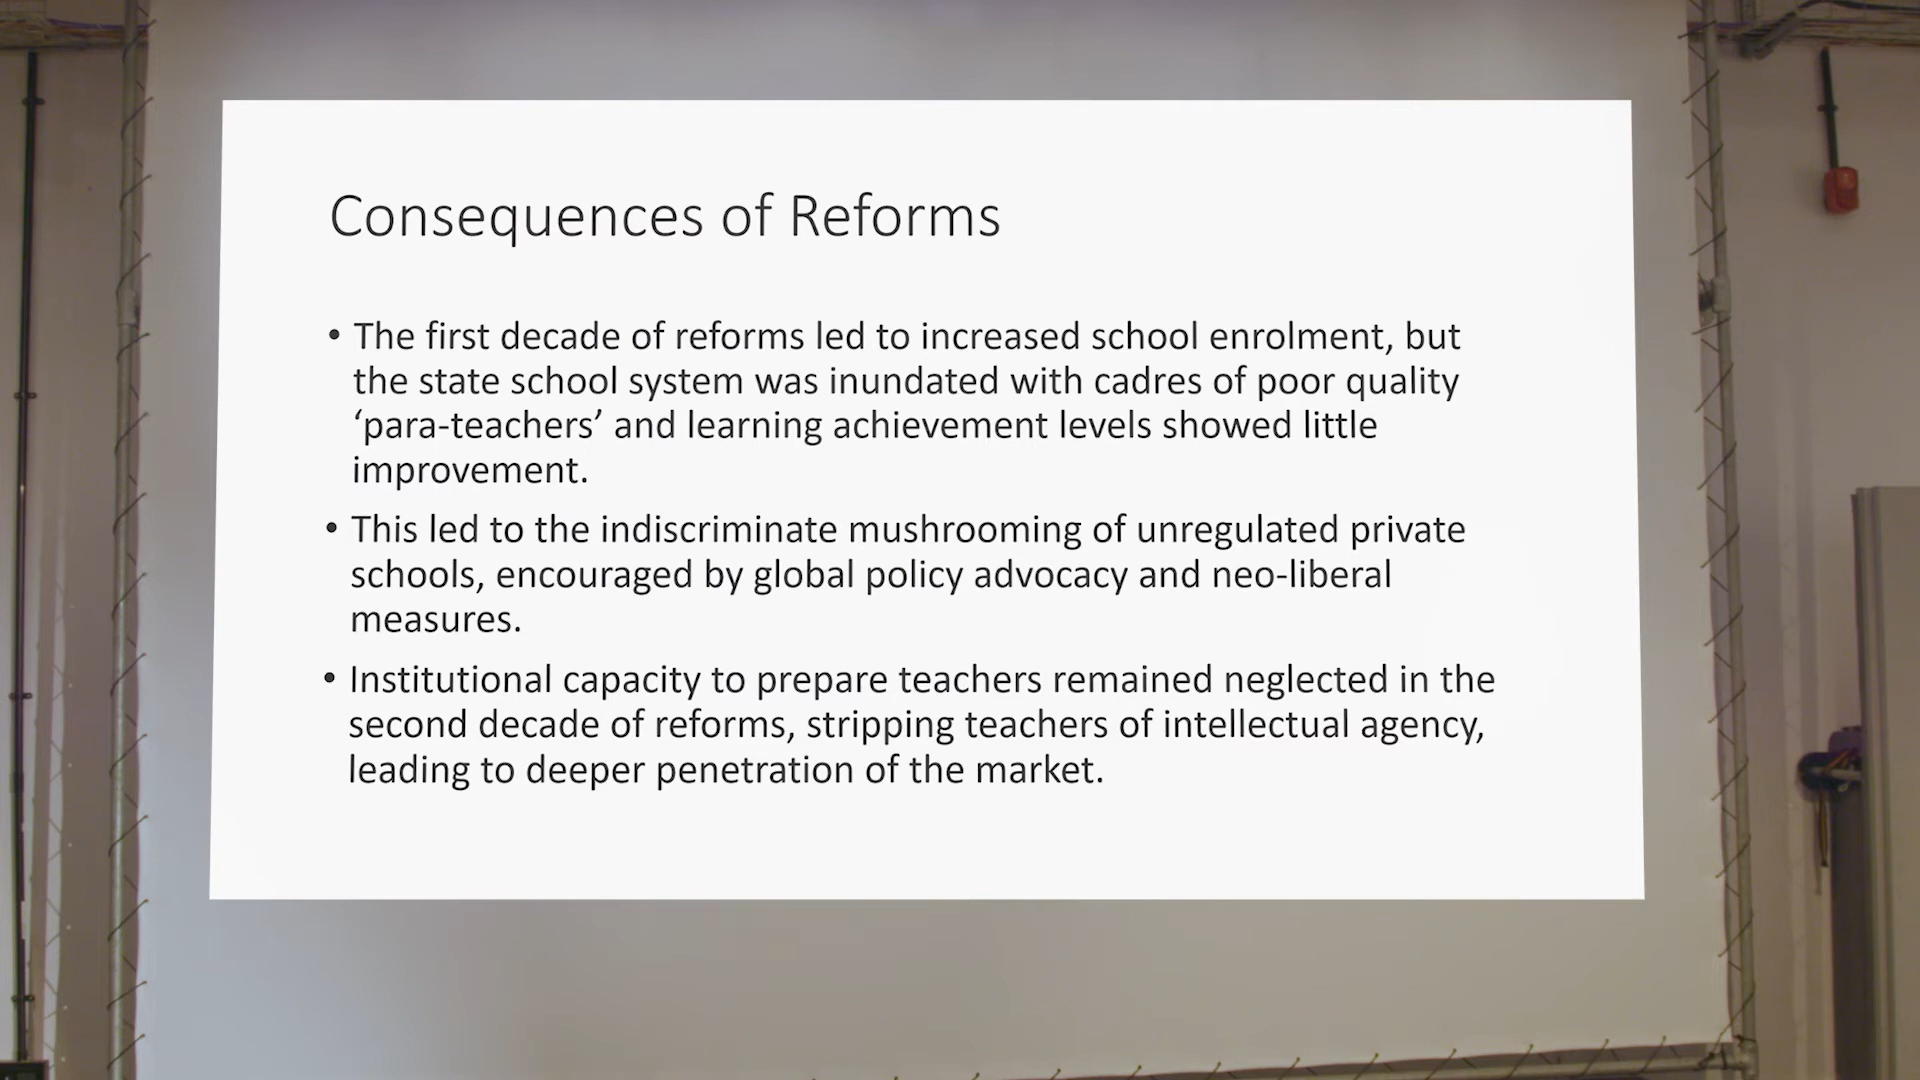 Consequences of Reforms
• The first decade of reforms led to increased school enrolment, but
the state school system was inundated with cadres of poor quality
‘para-teachers’ and learning achievement levels showed little
improvement.
• This led to the indiscriminate mushrooming of unregulated private
schools, encouraged by global policy advocacy and neo-liberal
measures.
• Institutional capacity to prepare teachers remained neglected in the
second decade of reforms, stripping teachers of intellectual agency,
leading to deeper penetration of the market.